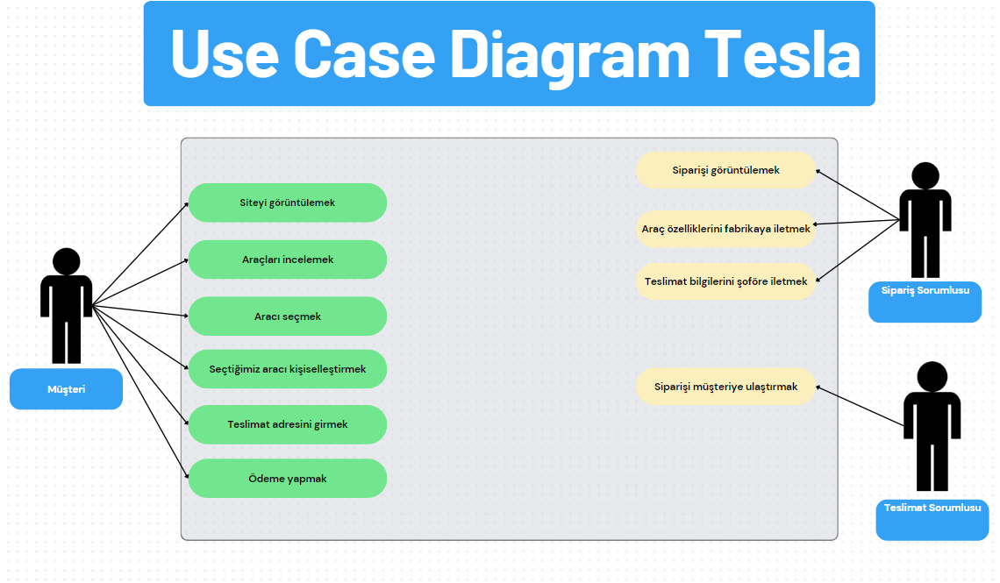 Use Case Diagram Tesla
Siteyi görüntülemek
Araçları incelemek
Aracı seçmek
Seçtiğimiz aracı kişiselleştirmek
Teslimat adresini girmek
Ödeme yapmak
Müşteri
Siparişi görüntülemek
Araç özelliklerini fabrikaya iletmek
Teslimat bilgilerini şoföre iletmek
Sipariş Sorumlusu
Siparişi müşteriye ulaştırmak
Teslimat Sorumlusu